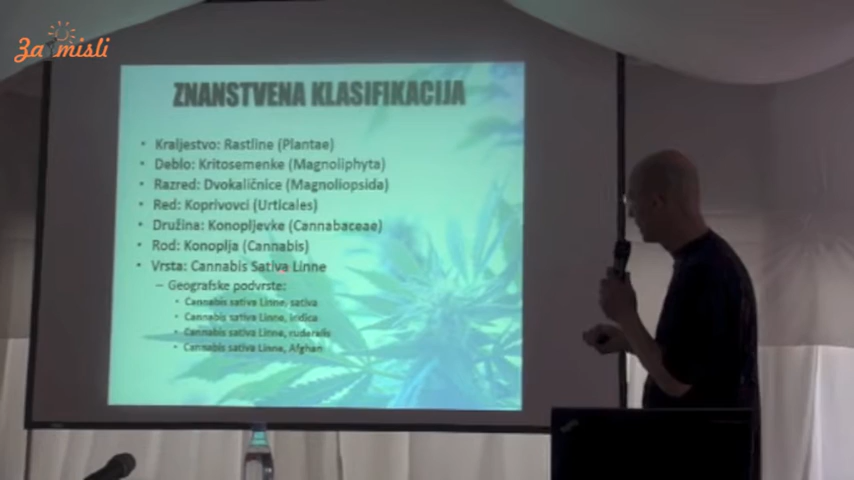 Za misli
ZNANSTVENA KLASIFIKACIJA
• Kraljestvo: Rastline (Plantae)
• Deblo: Kritosemenke (Magnoliphyta)
• Razred: Dvokaličnice (Magnoliopsida)
• Red: Koprivovci (Urticales)
• Družina: Konopljevke (Cannabaceae)
• Rod: Konoplja (Cannabis)
• Vrsta: Cannabis Sativa Linne
– Geografske podvrste:
• Cannabis sativa Linne, sativa
• Cannabis sativa Linne, indica
• Cannabis sativa Linne, ruderalis
• Cannabis sativa Linne, Afghan